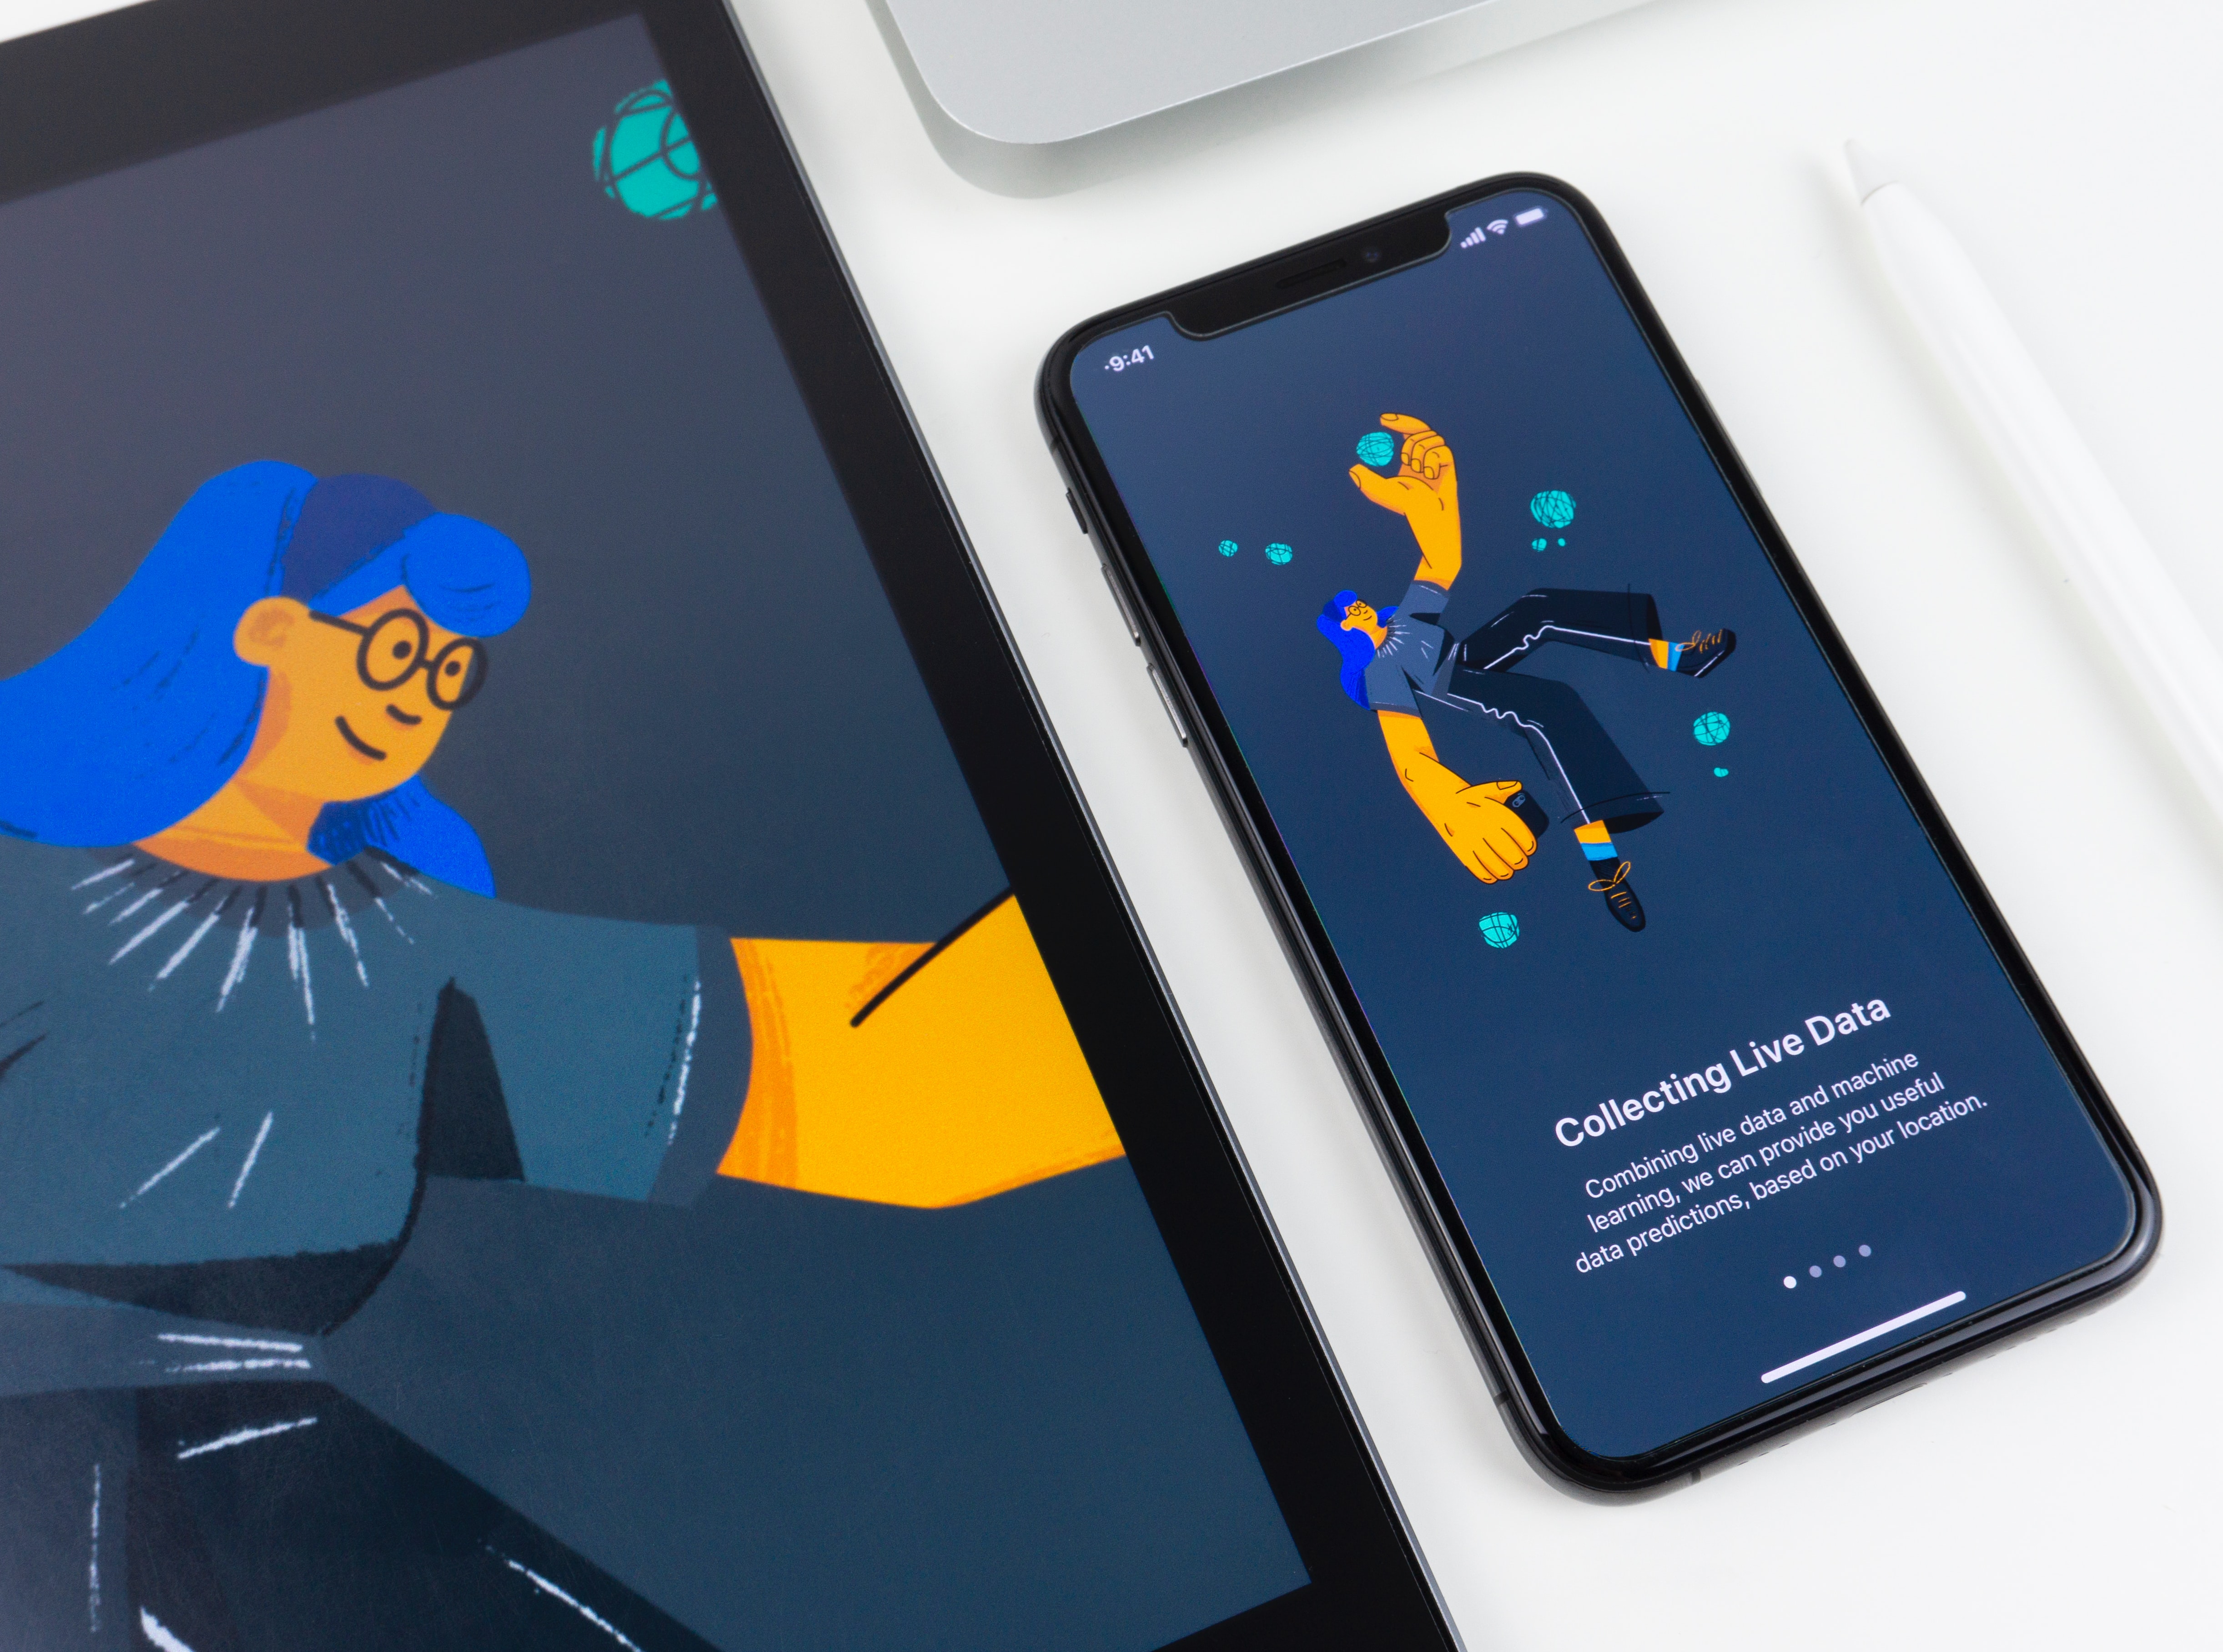 9:41
Collecting Live Data
Combining live data and machine
learning, we can provide you useful
data predictions, based on your location.